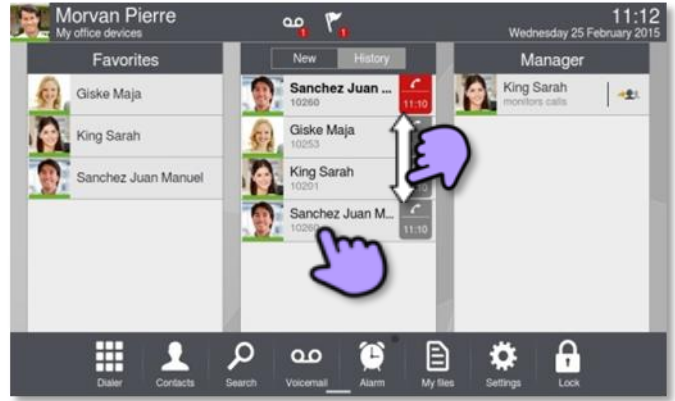 Morvan Pierre
My office devices
1
1
11:12
Wednesday 25 February 2015
Favorites
Giske Maja
King Sarah
Sanchez Juan Manuel
New
History
Sanchez Juan ...
10260
11:10
Giske Maja
10253
King Sarah
10201
Sanchez Juan M...
11:10
Manager
King Sarah
monitors calls
Dialer
Contacts
Search
Voicemail
Alarm
My files
Settings
Lock